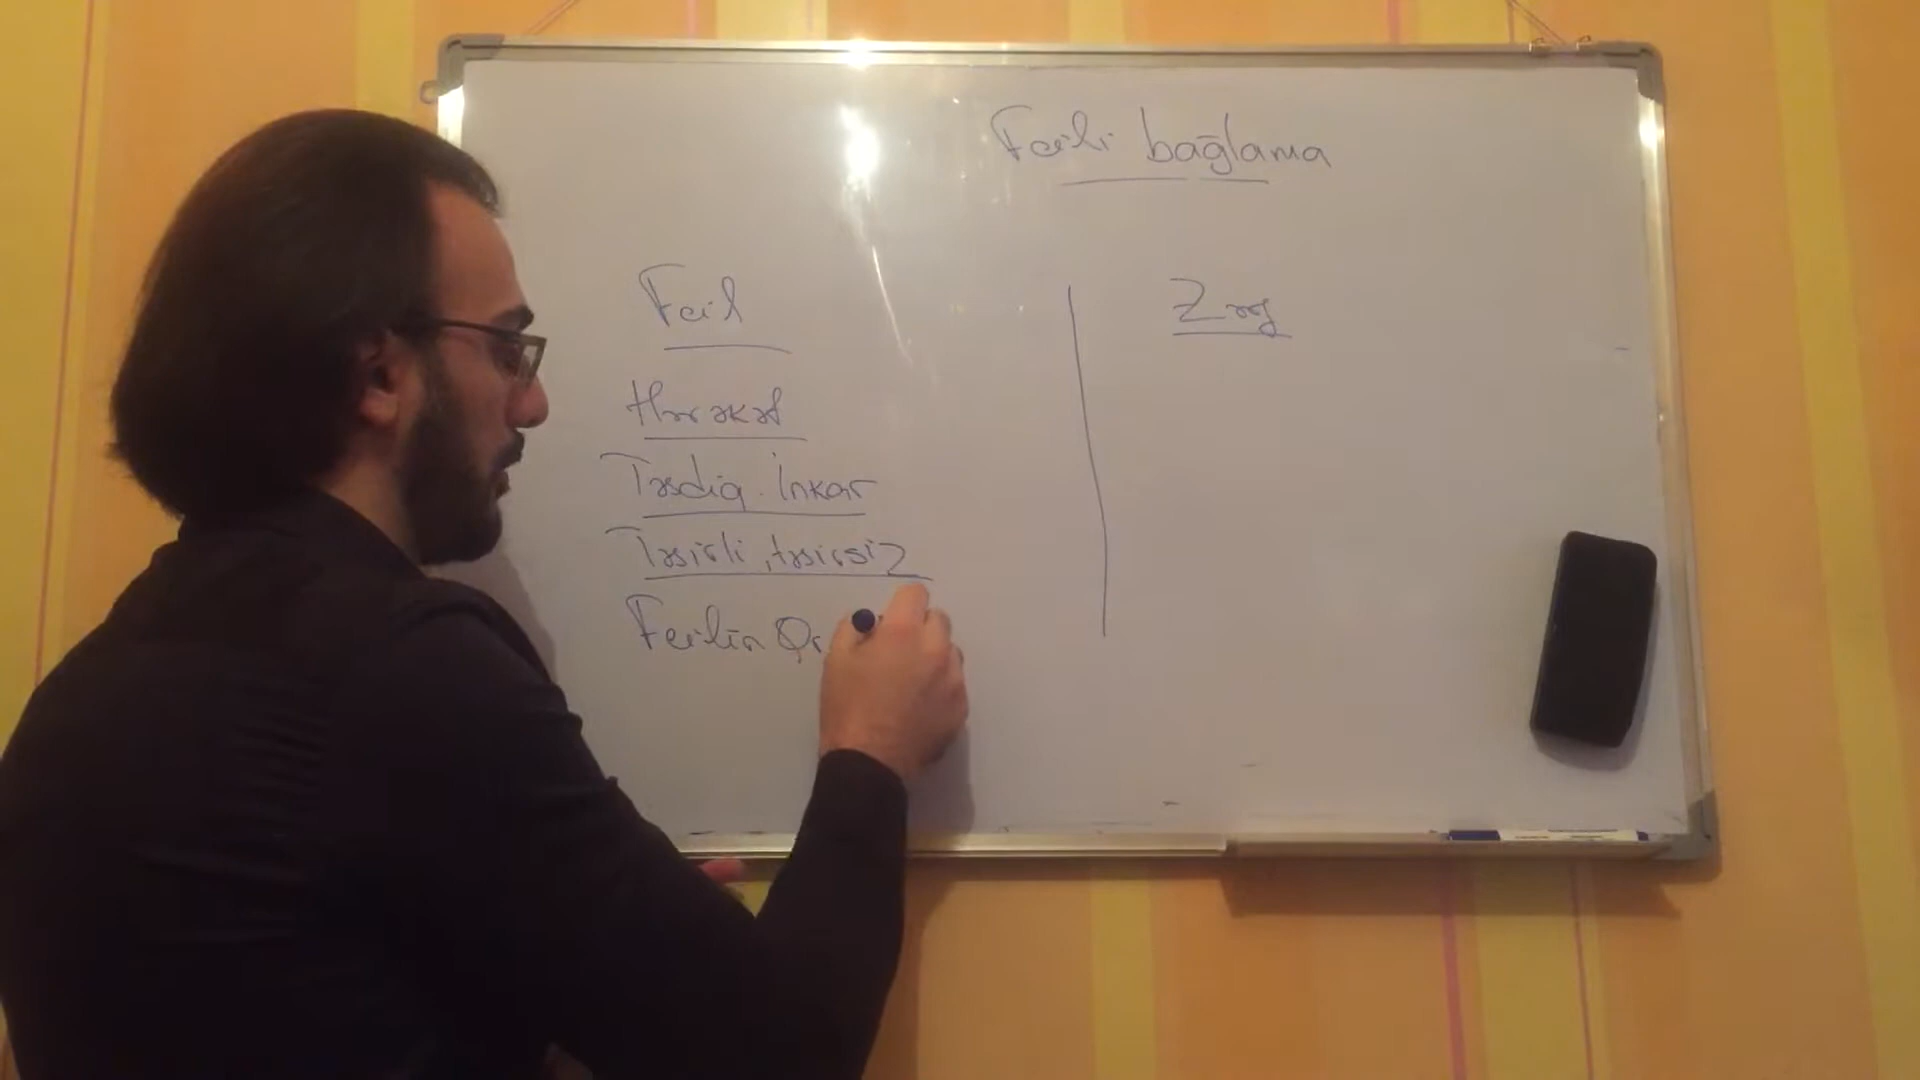 Feili bağlama
Feil
Zərf
Hərəkət
Təsdiq. İnkar
Təsirli, təsirsiz
Feilin